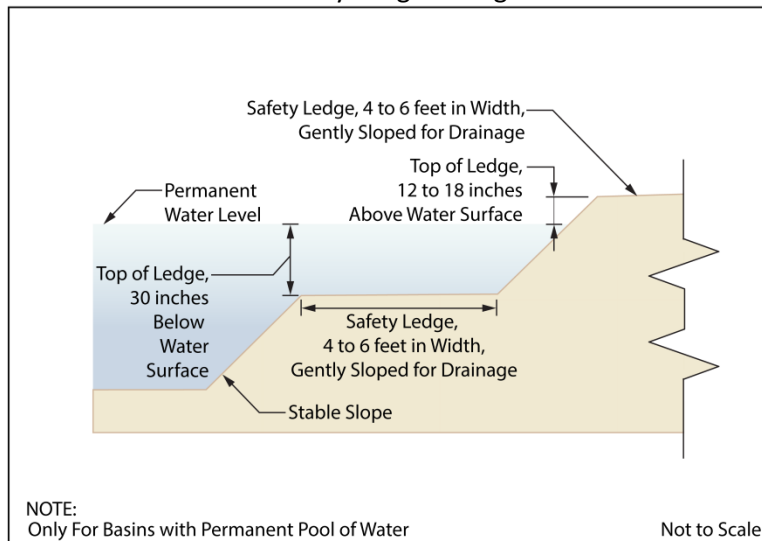 Safety Ledge, 4 to 6 feet in Width,
Gently Sloped for Drainage
Top of Ledge,
12 to 18 inches
Above Water Surface
Permanent
Water Level
Top of Ledge,
30 inches
Below
Water
Surface
Safety Ledge,
4 to 6 feet in Width,
Gently Sloped for Drainage
Stable Slope
NOTE:
Only For Basins with Permanent Pool of Water
Not to Scale